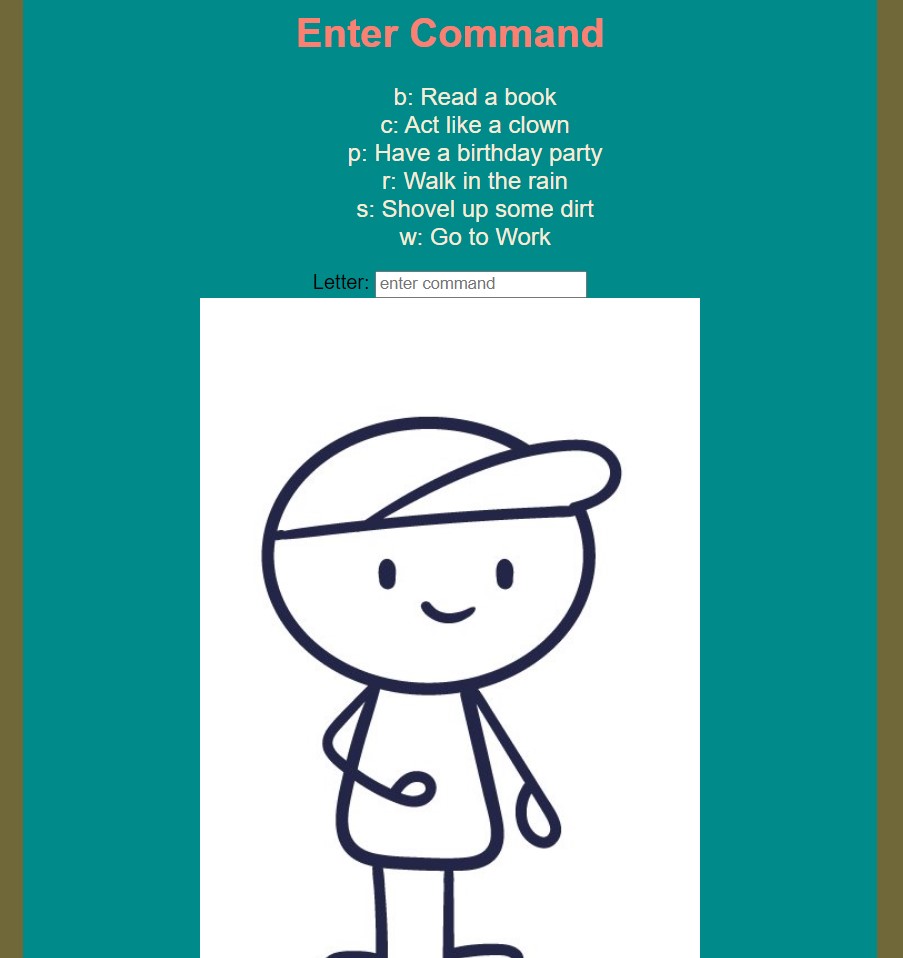 Enter Command
b: Read a book
c: Act like a clown
p: Have a birthday party
r: Walk in the rain
s: Shovel up some dirt
w: Go to Work
Letter: enter command